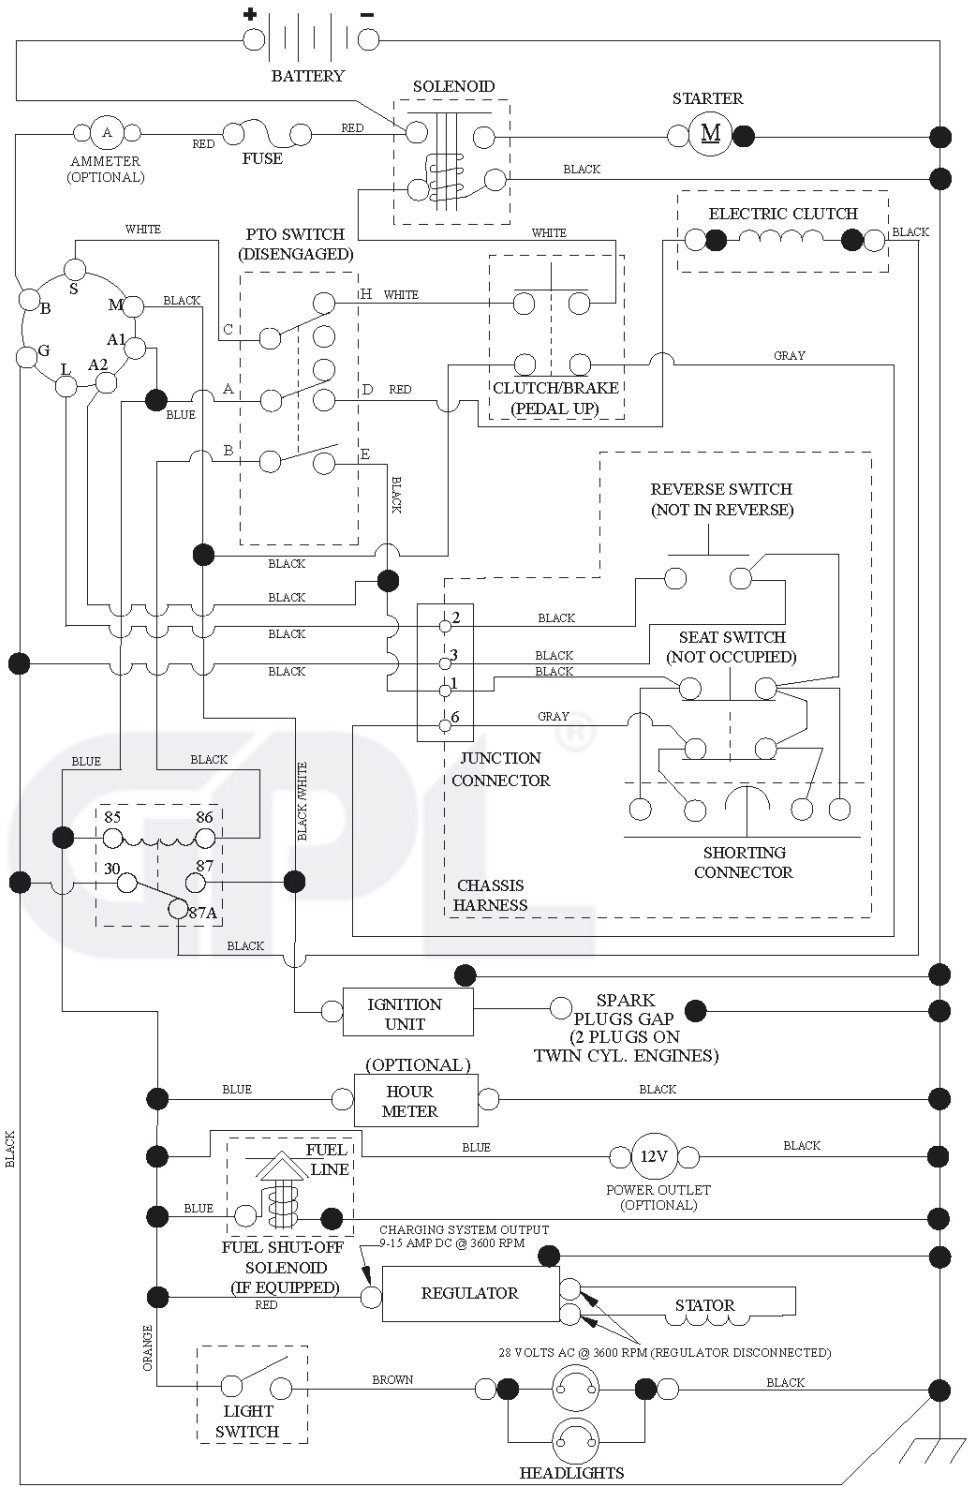 + −
BATTERY
SOLENOID
STARTER
M
A
RED
FUSE
RED
AMMETER
(OPTIONAL)
BLACK
ELECTRIC CLUTCH
BLACK
WHITE
PTO SWITCH
(DISENGAGED)
WHITE
S
B
M
BLACK
H
WHITE
C
G
A1
A2
L
GRAY
CLUTCH/BRAKE
(PEDAL UP)
A
D
RED
BLUE
B
E
BLACK
REVERSE SWITCH
(NOT IN REVERSE)
BLACK
BLACK
BLACK
2
BLACK
SEAT SWITCH
(NOT OCCUPIED)
BLACK
3
BLACK
BLACK
1
6
GRAY
GPL®
JUNCTION
CONNECTOR
BLUE
BLACK
BLACK /WHITE
85
86
30
87
87A
SHORTING
CONNECTOR
CHASSIS
HARNESS
BLACK
IGNITION
UNIT
SPARK
PLUGS GAP
(2 PLUGS ON
TWIN CYL. ENGINES)
(OPTIONAL)
BLUE
HOUR
METER
BLACK
BLACK
BLUE
12V
BLACK
FUEL
LINE
POWER OUTLET
(OPTIONAL)
BLUE
CHARGING SYSTEM OUTPUT
9-15 AMP DC @ 3600 RPM
FUEL SHUT-OFF
SOLENOID
(IF EQUIPPED)
RED
REGULATOR
STATOR
ORANGE
28 VOLTS AC @ 3600 RPM (REGULATOR DISCONNECTED)
BROWN
BLACK
LIGHT
SWITCH
HEADLIGHTS